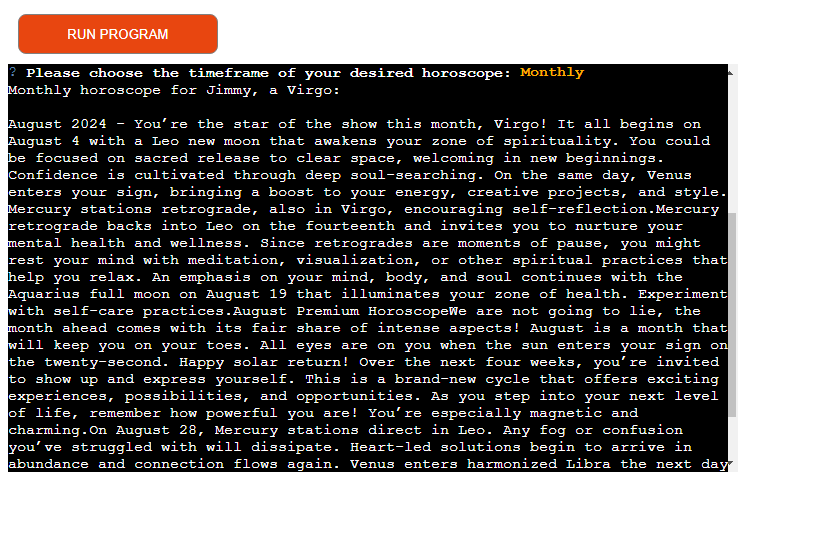 RUN PROGRAM
? Please choose the timeframe of your desired horoscope: Monthly
Monthly horoscope for Jimmy, a Virgo:
August 2024 - You’re the star of the show this month, Virgo! It all begins on
August 4 with a Leo new moon that awakens your zone of spirituality. You could
be focused on sacred release to clear space, welcoming in new beginnings.
Confidence is cultivated through deep soul-searching. On the same day, Venus
enters your sign, bringing a boost to your energy, creative projects, and style.
Mercury stations retrograde, also in Virgo, encouraging self-reflection.Mercury
retrograde backs into Leo on the fourteenth and invites you to nurture your
mental health and wellness. Since retrogrades are moments of pause, you might
rest your mind with meditation, visualization, or other spiritual practices that
help you relax. An emphasis on your mind, body, and soul continues with the
Aquarius full moon on August 19 that illuminates your zone of health. Experiment
with self-care practices.August Premium HoroscopeWe are not going to lie, the
month ahead comes with its fair share of intense aspects! August is a month that
will keep you on your toes. All eyes are on you when the sun enters your sign on
the twenty-second. Happy solar return! Over the next four weeks, you’re invited
to show up and express yourself. This is a brand-new cycle that offers exciting
experiences, possibilities, and opportunities. As you step into your next level
of life, remember how powerful you are! You’re especially magnetic and
charming.On August 28, Mercury stations direct in Leo. Any fog or confusion
you’ve struggled with will dissipate. Heart-led solutions begin to arrive in
abundance and connection flows again. Venus enters harmonized Libra the next day